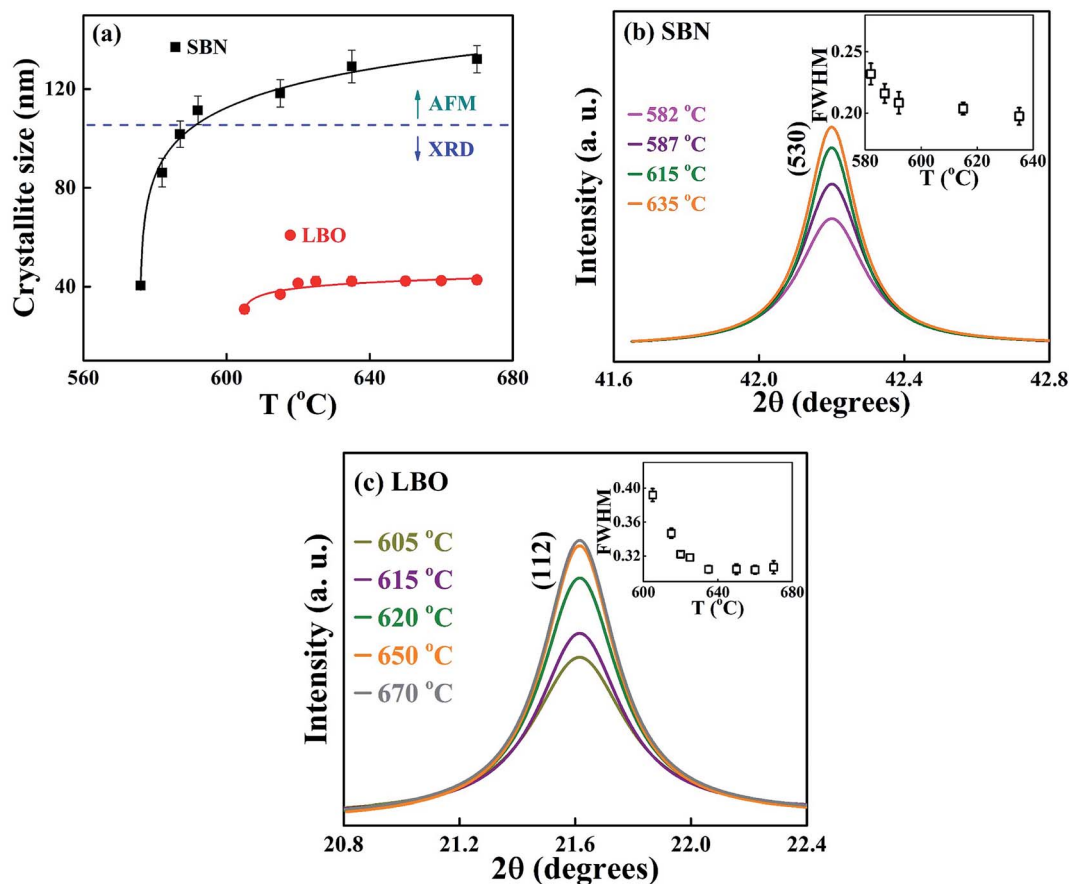 (a)
SBN
AFM
XRD
LBO
Crystallite size (nm)
120
80
40
560
600
640
680
T (°C)
(b) SBN
582 °C
587 °C
615 °C
635 °C
(530)
Intensity (a. u.)
41.6
42.0
42.4
42.8
2θ (degrees)
FWHM
0.25
0.20
580
600
620
640
T (°C)
(c) LBO
605 °C
615 °C
620 °C
650 °C
670 °C
(112)
Intensity (a. u.)
20.8
21.2
21.6
22.0
22.4
2θ (degrees)
FWHM
0.40
0.36
0.32
600
640
680
T (°C)